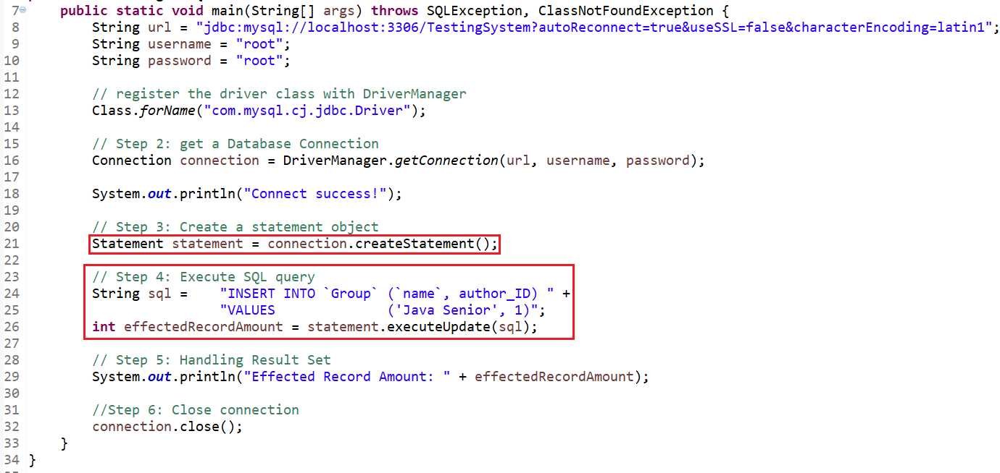 7 public static void main(String[] args) throws SQLException, ClassNotFoundException {
8 String url = "jdbc:mysql://localhost:3306/TestingSystem?autoReconnect=true&useSSL=false&characterEncoding=latin1";
9 String username = "root";
10 String password = "root";
11
12 // register the driver class with DriverManager
13 Class.forName("com.mysql.cj.jdbc.Driver");
14
15 // Step 2: get a Database Connection
16 Connection connection = DriverManager.getConnection(url, username, password);
17
18 System.out.println("Connect success!");
19
20 // Step 3: Create a statement object
21 Statement statement = connection.createStatement();
22
23 // Step 4: Execute SQL query
24 String sql = "INSERT INTO `Group` (`name`, author_ID) " +
25 "VALUES ('Java Senior', 1)";
26 int effectedRecordAmount = statement.executeUpdate(sql);
27
28 // Step 5: Handling Result Set
29 System.out.println("Effected Record Amount: " + effectedRecordAmount);
30
31 //Step 6: Close connection
32 connection.close();
33 }
34 }